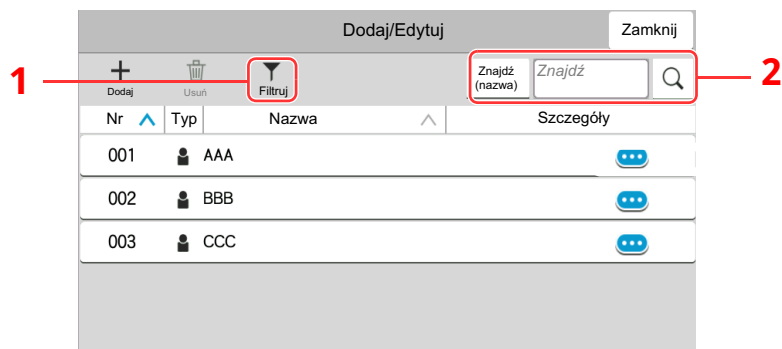 Dodaj/Edytuj
Zamknij
1
Dodaj
Usuń
Filtruj
Znajdź
(nazwa)
Znajdź
2
Nr Typ Nazwa Szczegóły
001 AAA
002 BBB
003 CCC